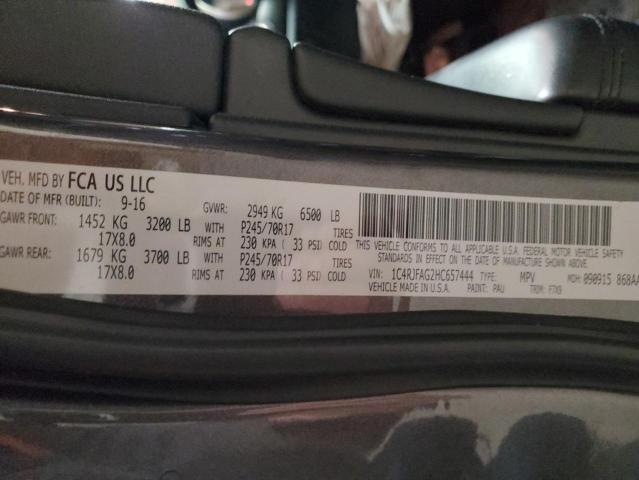 VEH. MFD BY FCA US LLC
DATE OF MFR (BUILT): 9-16 GVWR: 2949 KG 6500 LB
GAWR FRONT: 1452 KG 3200 LB WITH P245/70R17 TIRES
17X8.0 RIMS AT 230 KPA ( 33 PSI) COLD
GAWR REAR: 1679 KG 3700 LB WITH P245/70R17 TIRES
17X8.0 RIMS AT 230 KPA ( 33 PSI) COLD
THIS VEHICLE CONFORMS TO ALL APPLICABLE U.S.A. FEDERAL MOTOR VEHICLE SAFETY
STANDARDS IN EFFECT ON THE DATE OF MANUFACTURE SHOWN ABOVE.
VIN: 1C4RJFAG2HC657444 TYPE: MPV MDH: 090915 868AA
VEHICLE MADE IN U.S.A. PAINT: PAU TRIM: F7X9